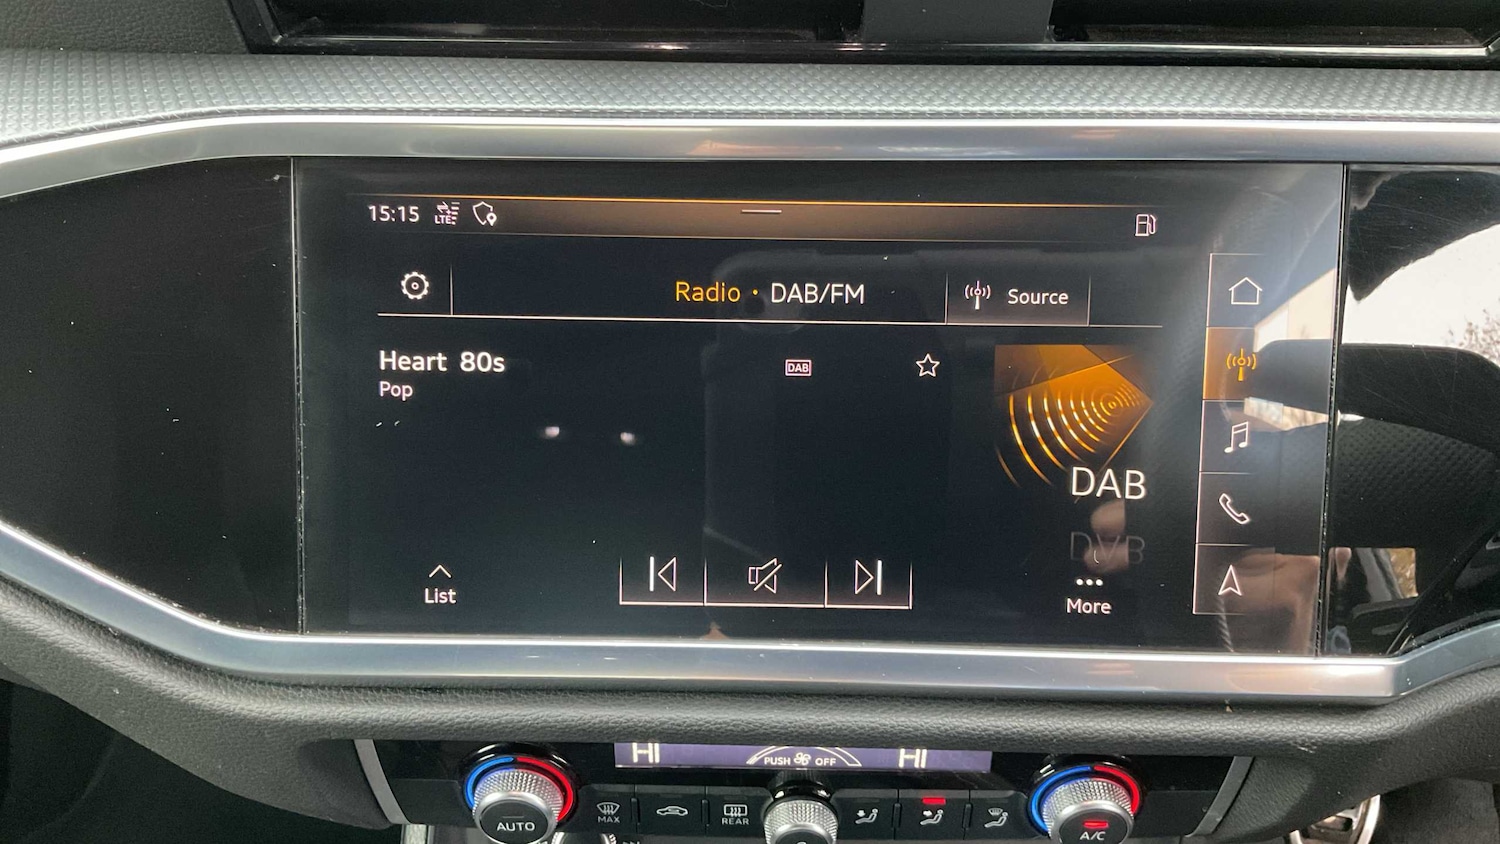 15:15 LTE
Radio • DAB/FM
Source
Heart 80s
DAB
Pop
DAB
List
More
HI
PUSH OFF
HI
AUTO
MAX
REAR
A/C